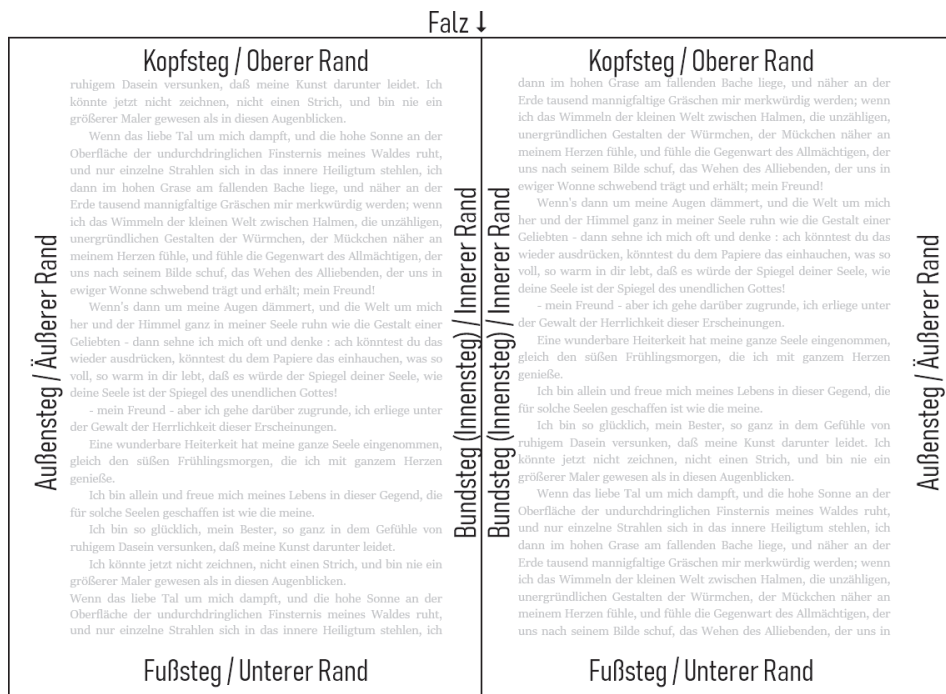 Falz ↓
Kopfsteg / Oberer Rand
ruhigem Dasein versunken, daß meine Kunst darunter leidet. Ich
könnte jetzt nicht zeichnen, nicht einen Strich, und bin nie ein
größerer Maler gewesen als in diesen Augenblicken.
Wenn das liebe Tal um mich dampft, und die hohe Sonne an der
Oberfläche der undurchdringlichen Finsternis meines Waldes ruht,
und nur einzelne Strahlen sich in das innere Heiligtum stehlen, ich
dann im hohen Grase am fallenden Bache liege, und näher an der
Erde tausend mannigfaltige Gräschen mir merkwürdig werden; wenn
ich das Wimmeln der kleinen Welt zwischen Halmen, die unzähligen,
unergründlichen Gestalten der Würmchen, der Mückchen näher an
meinem Herzen fühle, und fühle die Gegenwart des Allmächtigen, der
uns nach seinem Bilde schuf, das Wehen des Alliebenden, der uns in
ewiger Wonne schwebend trägt und erhält; mein Freund!
Wenn's dann um meine Augen dämmert, und die Welt um mich
her und der Himmel ganz in meiner Seele ruhn wie die Gestalt einer
Geliebten - dann sehne ich mich oft und denke : ach könntest du das
wieder ausdrücken, könntest du dem Papiere das einhauchen, was so
voll, so warm in dir lebt, daß es würde der Spiegel deiner Seele, wie
deine Seele ist der Spiegel des unendlichen Gottes!
- mein Freund - aber ich gehe darüber zugrunde, ich erliege unter
der Gewalt der Herrlichkeit dieser Erscheinungen.
Eine wunderbare Heiterkeit hat meine ganze Seele eingenommen,
gleich den süßen Frühlingsmorgen, die ich mit ganzem Herzen
genieße.
Ich bin allein und freue mich meines Lebens in dieser Gegend, die
für solche Seelen geschaffen ist wie die meine.
Ich bin so glücklich, mein Bester, so ganz in dem Gefühle von
ruhigem Dasein versunken, daß meine Kunst darunter leidet.
Ich könnte jetzt nicht zeichnen, nicht einen Strich, und bin nie ein
größerer Maler gewesen als in diesen Augenblicken.
Wenn das liebe Tal um mich dampft, und die hohe Sonne an der
Oberfläche der undurchdringlichen Finsternis meines Waldes ruht,
und nur einzelne Strahlen sich in das innere Heiligtum stehlen, ich
Fußsteg / Unterer Rand
Außensteg / Äußerer Rand
Bundsteg (Innensteg) / Innerer Rand
Kopfsteg / Oberer Rand
dann im hohen Grase am fallenden Bache liege, und näher an der
Erde tausend mannigfaltige Gräschen mir merkwürdig werden; wenn
ich das Wimmeln der kleinen Welt zwischen Halmen, die unzähligen,
unergründlichen Gestalten der Würmchen, der Mückchen näher an
meinem Herzen fühle, und fühle die Gegenwart des Allmächtigen, der
uns nach seinem Bilde schuf, das Wehen des Alliebenden, der uns in
ewiger Wonne schwebend trägt und erhält; mein Freund!
Wenn's dann um meine Augen dämmert, und die Welt um mich
her und der Himmel ganz in meiner Seele ruhn wie die Gestalt einer
Geliebten - dann sehne ich mich oft und denke : ach könntest du das
wieder ausdrücken, könntest du dem Papiere das einhauchen, was so
voll, so warm in dir lebt, daß es würde der Spiegel deiner Seele, wie
deine Seele ist der Spiegel des unendlichen Gottes!
- mein Freund - aber ich gehe darüber zugrunde, ich erliege unter
der Gewalt der Herrlichkeit dieser Erscheinungen.
Eine wunderbare Heiterkeit hat meine ganze Seele eingenommen,
gleich den süßen Frühlingsmorgen, die ich mit ganzem Herzen
genieße.
Ich bin allein und freue mich meines Lebens in dieser Gegend, die
für solche Seelen geschaffen ist wie die meine.
Ich bin so glücklich, mein Bester, so ganz in dem Gefühle von
ruhigem Dasein versunken, daß meine Kunst darunter leidet. Ich
könnte jetzt nicht zeichnen, nicht einen Strich, und bin nie ein
größerer Maler gewesen als in diesen Augenblicken.
Wenn das liebe Tal um mich dampft, und die hohe Sonne an der
Oberfläche der undurchdringlichen Finsternis meines Waldes ruht,
und nur einzelne Strahlen sich in das innere Heiligtum stehlen, ich
dann im hohen Grase am fallenden Bache liege, und näher an der
Erde tausend mannigfaltige Gräschen mir merkwürdig werden; wenn
ich das Wimmeln der kleinen Welt zwischen Halmen, die unzähligen,
unergründlichen Gestalten der Würmchen, der Mückchen näher an
meinem Herzen fühle, und fühle die Gegenwart des Allmächtigen, der
uns nach seinem Bilde schuf, das Wehen des Alliebenden, der uns in
Fußsteg / Unterer Rand
Bundsteg (Innensteg) / Innerer Rand
Außensteg / Äußerer Rand